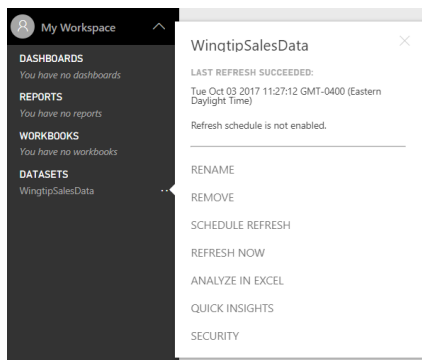 My Workspace
DASHBOARDS
You have no dashboards
REPORTS
You have no reports
WORKBOOKS
You have no workbooks
DATASETS
WingtipSalesData
...
WingtipSalesData
LAST REFRESH SUCCEEDED:
Tue Oct 03 2017 11:27:12 GMT-0400 (Eastern
Daylight Time)
Refresh schedule is not enabled.
RENAME
REMOVE
SCHEDULE REFRESH
REFRESH NOW
ANALYZE IN EXCEL
QUICK INSIGHTS
SECURITY